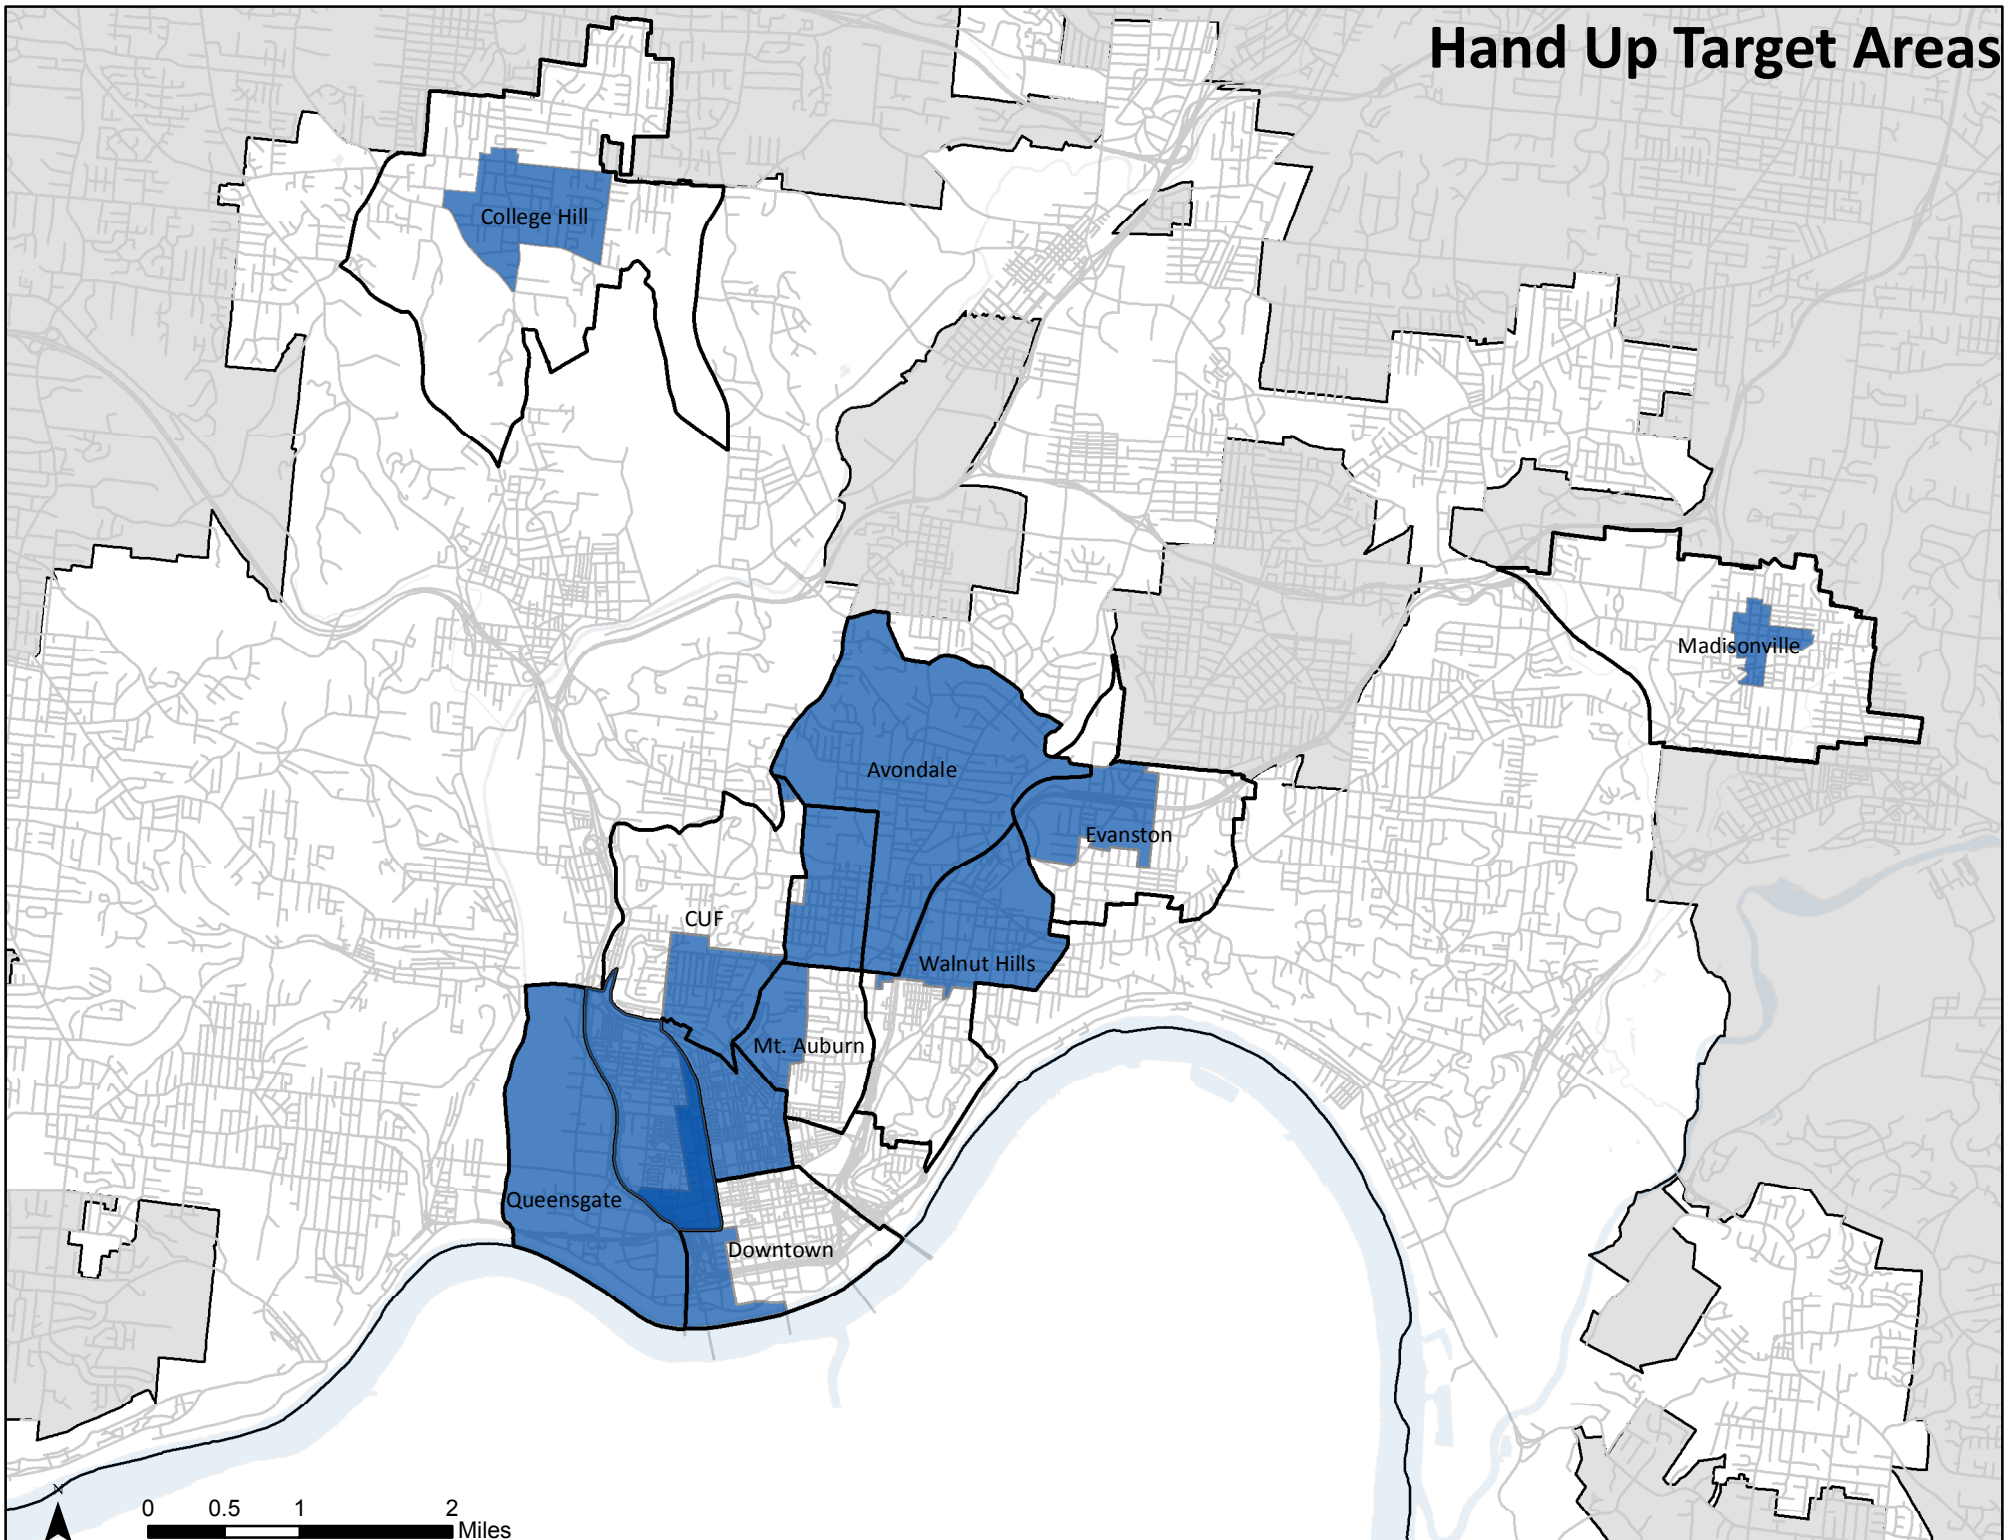 Hand Up Target Areas
College Hill
Madisonville
Avondale
Evanston
CUF
Walnut Hills
Mt. Auburn
Queensgate
Downtown
N
0 0.5 1 2
Miles